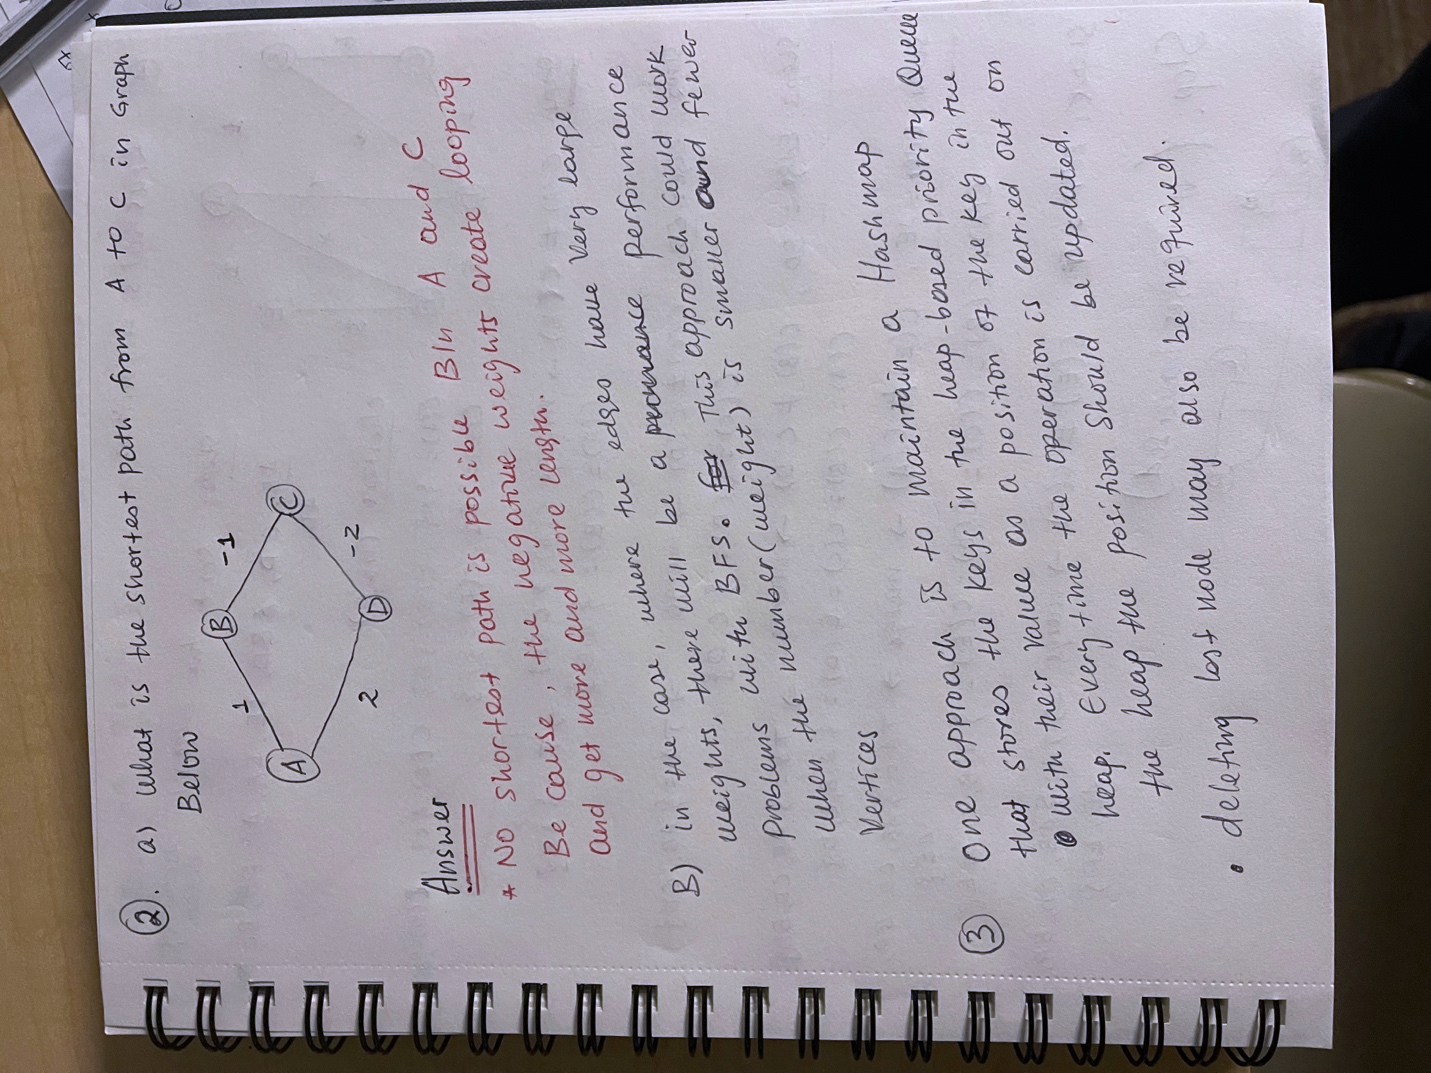 2. a) What is the shortest path from A to C in Graph
Below
B
1
-1
A
C
2
-2
D
Answer
* No shortest path is possible B/n A and C
Be cause, the negative weights create looping
and get more and more length.
B) in the case, where the edges have very large
weights, there will be a performance
problems with BFS. This approach could work
when the number (weight) is smaller and fewer
Vertices
3 One approach is to maintain a Hashmap
that stores the keys in the heap-based priority Queue
with their value as a position of the key in the
heap. Every time the operation is carried out on
the heap the position should be updated.
• deleting last node may also be required.